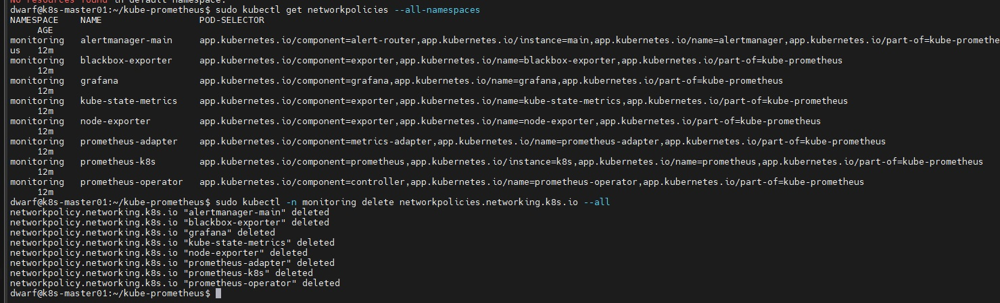 No resources found in default namespace.
dwarf@k8s-master01:~/kube-prometheus$ sudo kubectl get networkpolicies --all-namespaces
NAMESPACE    NAME                  POD-SELECTOR
     AGE
monitoring   alertmanager-main     app.kubernetes.io/component=alert-router,app.kubernetes.io/instance=main,app.kubernetes.io/name=alertmanager,app.kubernetes.io/part-of=kube-promethe
us   12m
monitoring   blackbox-exporter     app.kubernetes.io/component=exporter,app.kubernetes.io/name=blackbox-exporter,app.kubernetes.io/part-of=kube-prometheus
     12m
monitoring   grafana               app.kubernetes.io/component=grafana,app.kubernetes.io/name=grafana,app.kubernetes.io/part-of=kube-prometheus
     12m
monitoring   kube-state-metrics    app.kubernetes.io/component=exporter,app.kubernetes.io/name=kube-state-metrics,app.kubernetes.io/part-of=kube-prometheus
     12m
monitoring   node-exporter         app.kubernetes.io/component=exporter,app.kubernetes.io/name=node-exporter,app.kubernetes.io/part-of=kube-prometheus
     12m
monitoring   prometheus-adapter    app.kubernetes.io/component=metrics-adapter,app.kubernetes.io/name=prometheus-adapter,app.kubernetes.io/part-of=kube-prometheus
     12m
monitoring   prometheus-k8s        app.kubernetes.io/component=prometheus,app.kubernetes.io/instance=k8s,app.kubernetes.io/name=prometheus,app.kubernetes.io/part-of=kube-prometheus
     12m
monitoring   prometheus-operator   app.kubernetes.io/component=controller,app.kubernetes.io/name=prometheus-operator,app.kubernetes.io/part-of=kube-prometheus
     12m
dwarf@k8s-master01:~/kube-prometheus$ sudo kubectl -n monitoring delete networkpolicies.networking.k8s.io --all
networkpolicy.networking.k8s.io "alertmanager-main" deleted
networkpolicy.networking.k8s.io "blackbox-exporter" deleted
networkpolicy.networking.k8s.io "grafana" deleted
networkpolicy.networking.k8s.io "kube-state-metrics" deleted
networkpolicy.networking.k8s.io "node-exporter" deleted
networkpolicy.networking.k8s.io "prometheus-adapter" deleted
networkpolicy.networking.k8s.io "prometheus-k8s" deleted
networkpolicy.networking.k8s.io "prometheus-operator" deleted
dwarf@k8s-master01:~/kube-prometheus$